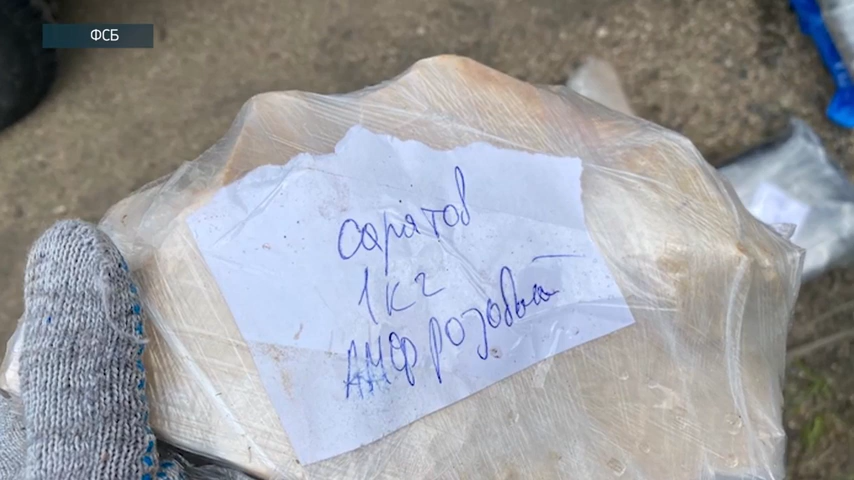 ФСБ
Саратов
1 кг
АМФ розовый